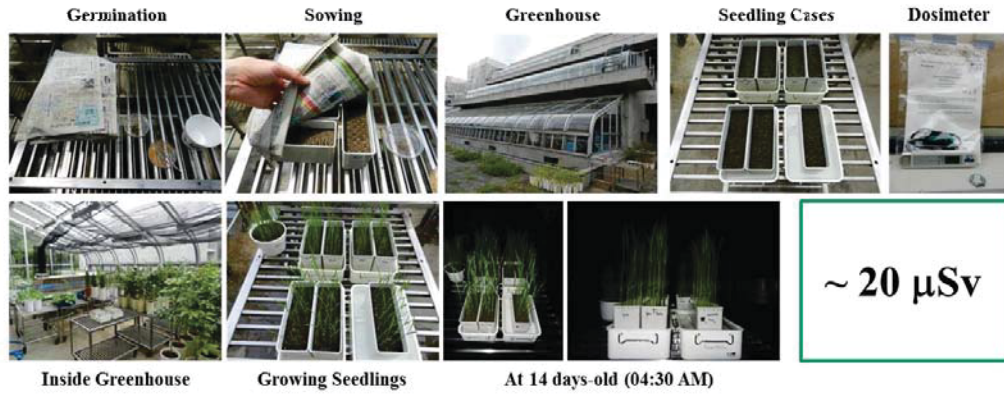 Germination
Sowing
Greenhouse
Seedling Cases
Dosimeter
~ 20 µSv
Inside Greenhouse
Growing Seedlings
At 14 days-old (04:30 AM)